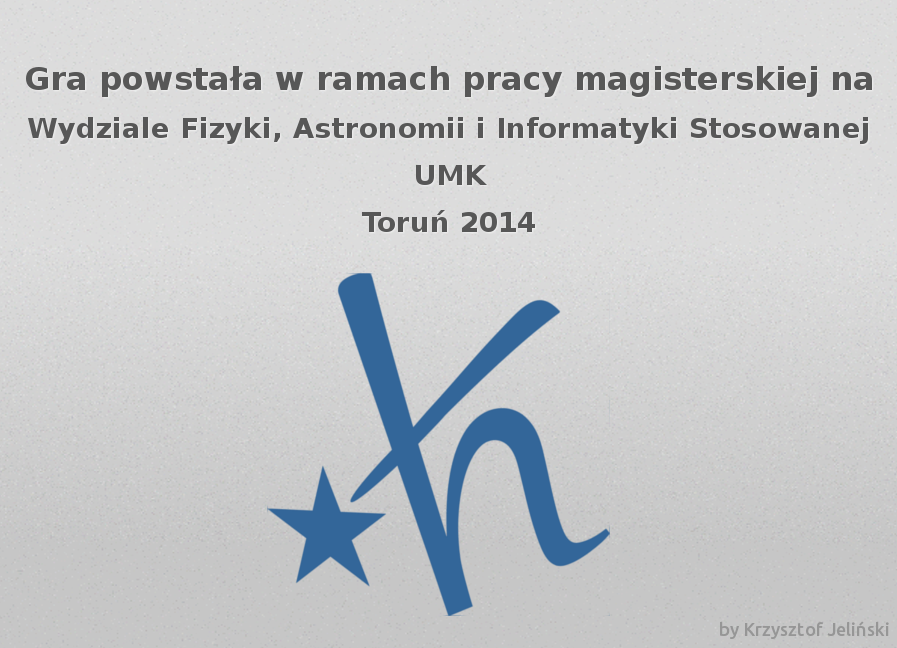 Gra powstała w ramach pracy magisterskiej na
Wydziale Fizyki, Astronomii i Informatyki Stosowanej
UMK
Toruń 2014
by Krzysztof Jeliński